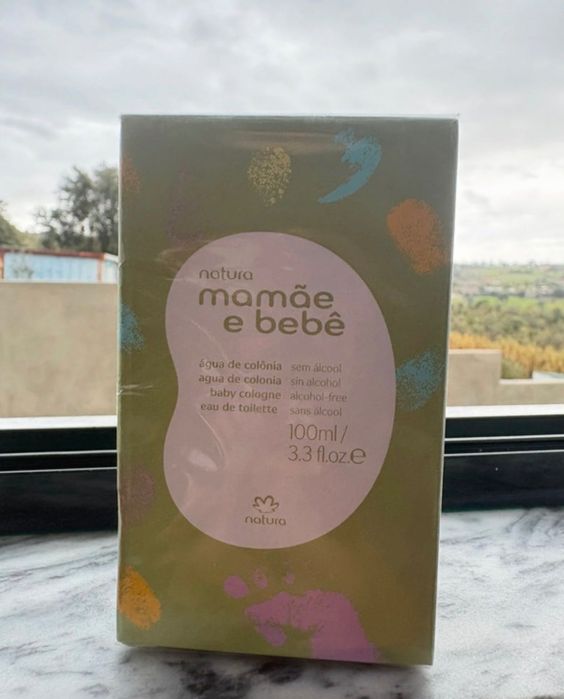 natura
mamãe
e bebê
água de colônia sem álcool
agua de colonia sin alcohol
baby cologne alcohol-free
eau de toilette sans álcool
100ml /
3.3 fl.oz.e
natura